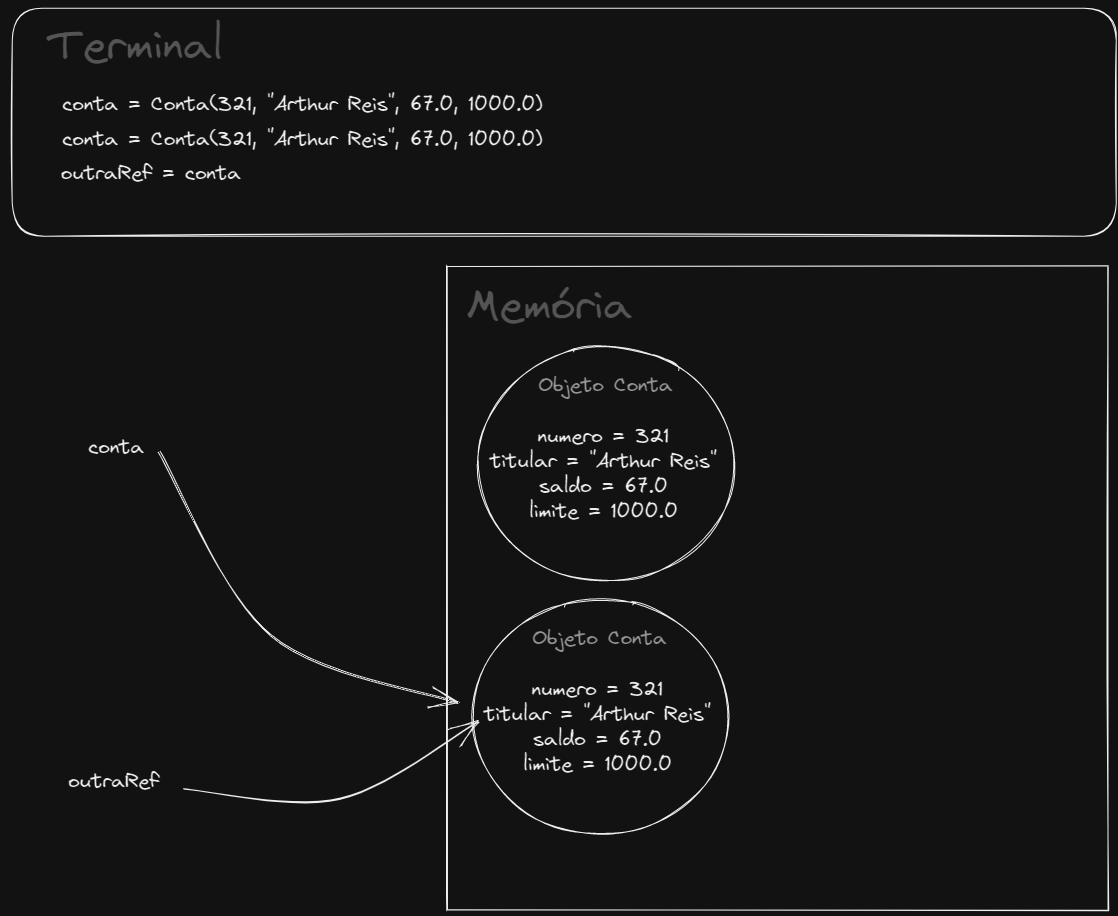 Terminal
conta = Conta(321, "Arthur Reis", 67.0, 1000.0)
conta = Conta(321, "Arthur Reis", 67.0, 1000.0)
outraRef = conta
Memória
Objeto Conta
numero = 321
titular = "Arthur Reis"
saldo = 67.0
limite = 1000.0
conta
Objeto Conta
numero = 321
titular = "Arthur Reis"
saldo = 67.0
limite = 1000.0
outraRef